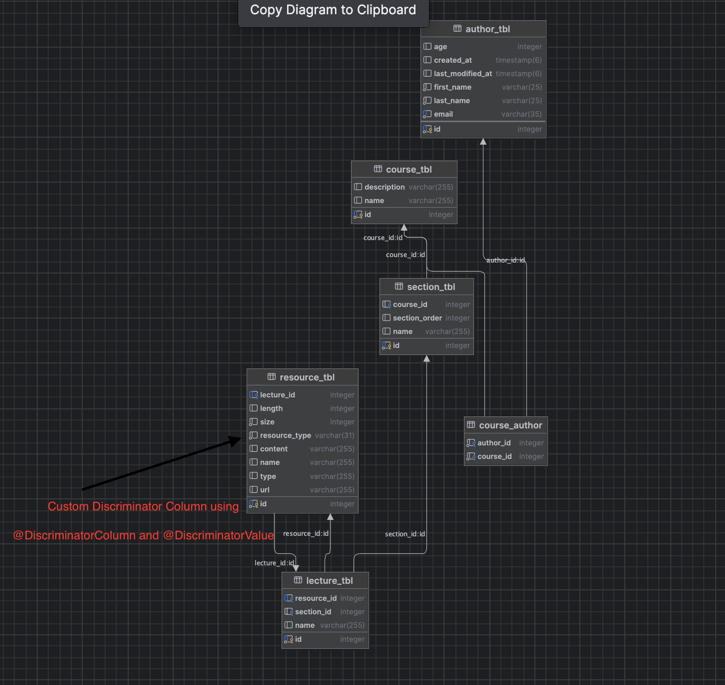 Copy Diagram to Clipboard
author_tbl
age integer
created_at timestamp(6)
last_modified_at timestamp(6)
first_name varchar(25)
last_name varchar(25)
email varchar(35)
id integer
course_tbl
description varchar(255)
name varchar(255)
id integer
course_id:id
course_id:id
author_id:id
section_tbl
course_id integer
section_order integer
name varchar(255)
id integer
resource_tbl
lecture_id integer
length integer
size integer
resource_type varchar(31)
content varchar(255)
name varchar(255)
type varchar(255)
url varchar(255)
id integer
course_author
author_id integer
course_id integer
Custom Discriminator Column using
@DiscriminatorColumn and @DiscriminatorValue
resource_id:id
section_id:id
lecture_id:id
lecture_tbl
resource_id integer
section_id integer
name varchar(255)
id integer